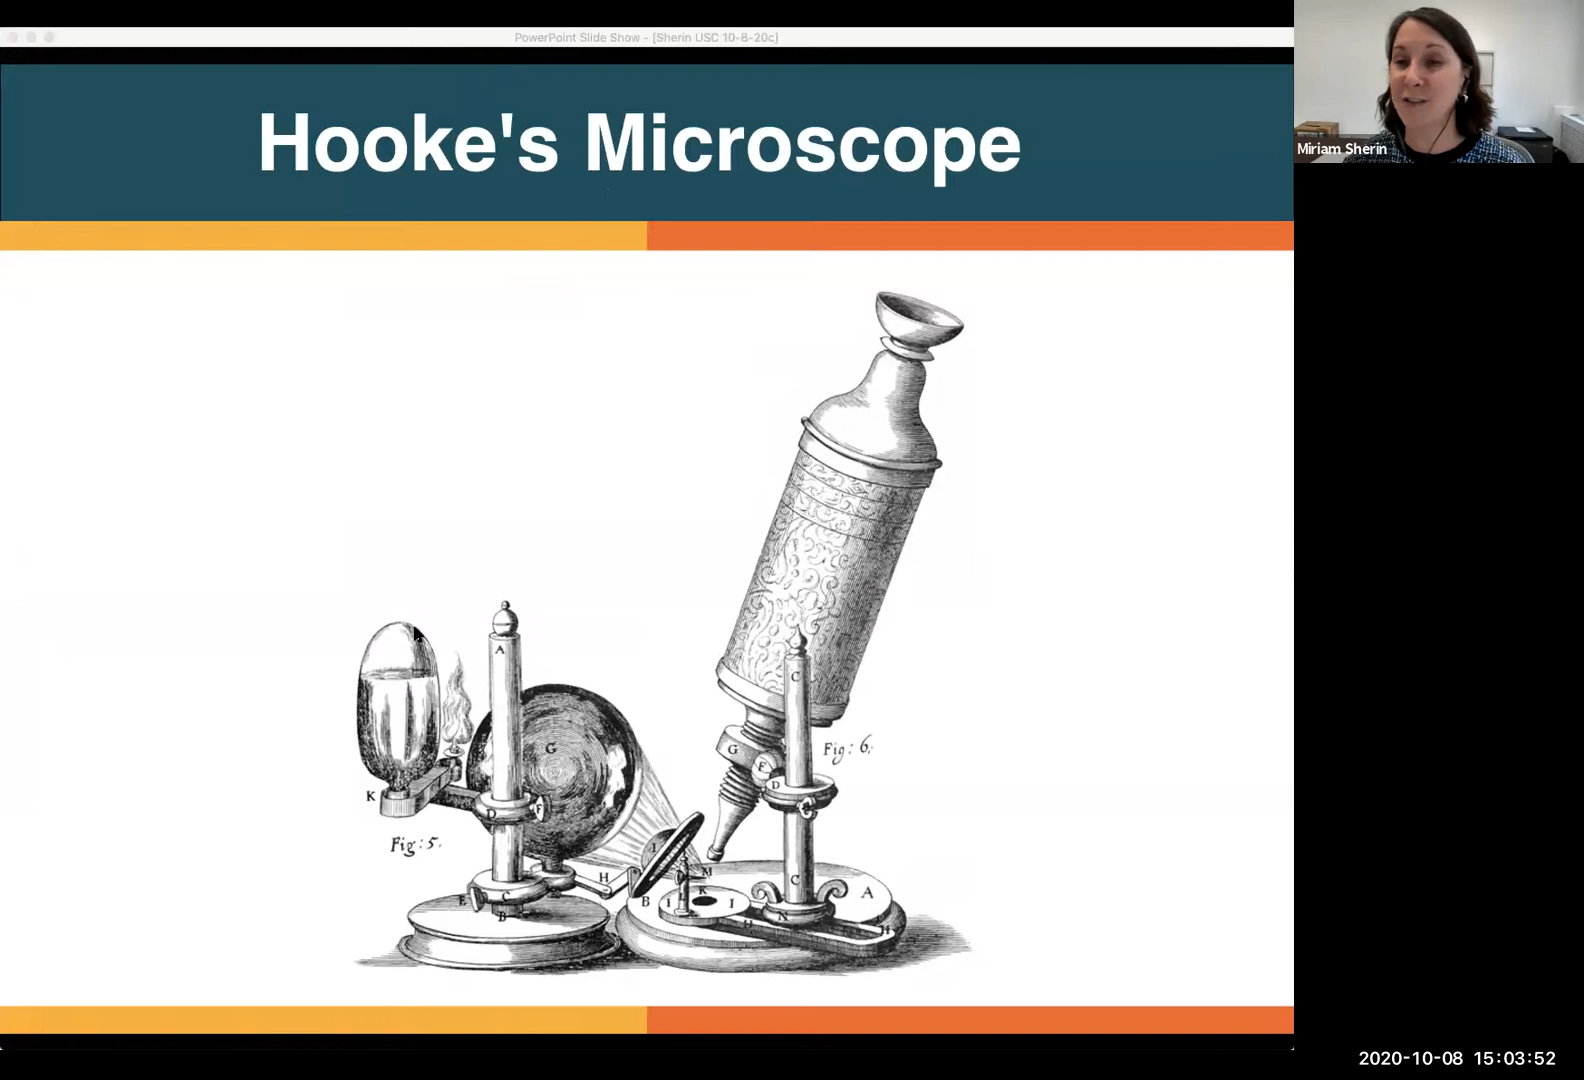 PowerPoint Slide Show - [Sherin USC 10-8-20c]
Hooke's Microscope
Miriam Sherin
A
C
G
G
Fig: 6.
F
D
K
D
F
Fig: 5.
I
M
H
K
C
A
E
C
B
B
I
I
N
H
H
2020-10-08 15:03:52